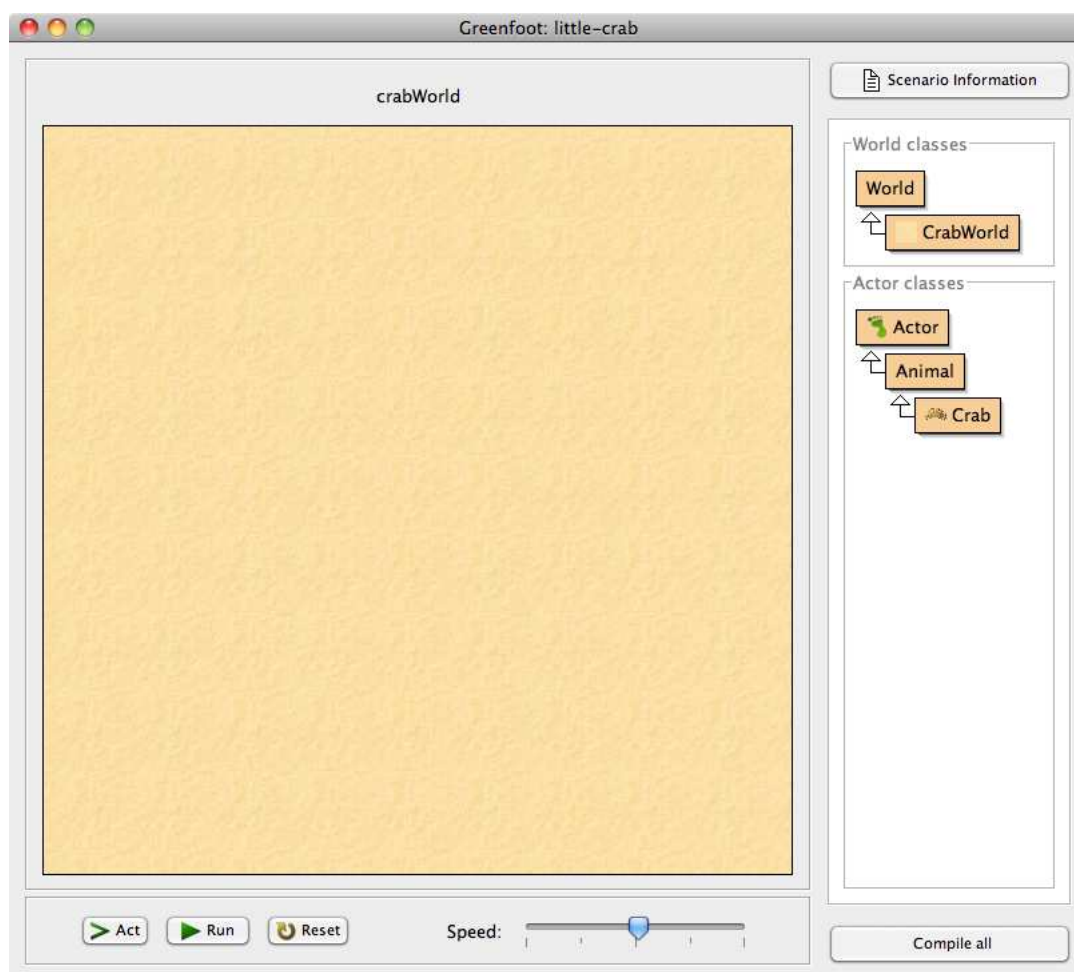 Greenfoot: little-crab
crabWorld
Scenario Information
World classes
World
CrabWorld
Actor classes
Actor
Animal
Crab
Act
Run
Reset
Speed:
Compile all